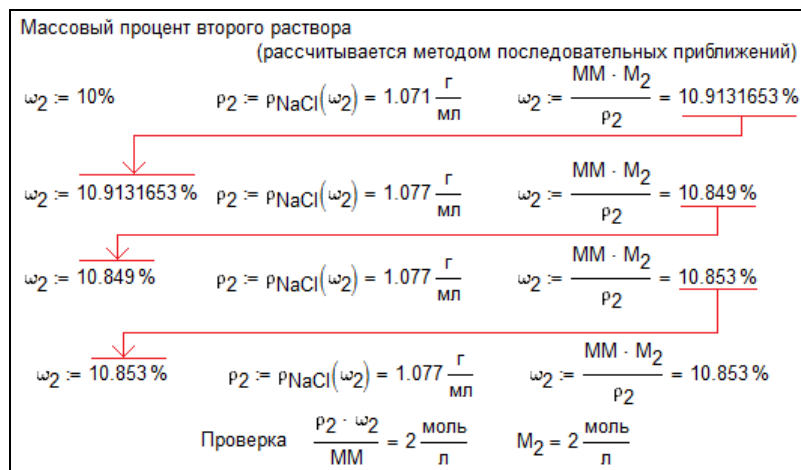 Массовый процент второго раствора
(рассчитывается методом последовательных приближений)
ω₂ := 10% ρ₂ := ρNaCl(ω₂) = 1.071 г/мл ω₂ := (MM · M₂)/ρ₂ = 10.9131653 %
ω₂ := 10.9131653 % ρ₂ := ρNaCl(ω₂) = 1.077 г/мл ω₂ := (MM · M₂)/ρ₂ = 10.849 %
ω₂ := 10.849 % ρ₂ := ρNaCl(ω₂) = 1.077 г/мл ω₂ := (MM · M₂)/ρ₂ = 10.853 %
ω₂ := 10.853 % ρ₂ := ρNaCl(ω₂) = 1.077 г/мл ω₂ := (MM · M₂)/ρ₂ = 10.853 %
Проверка (ρ₂ · ω₂)/MM = 2 моль/л M₂ = 2 моль/л